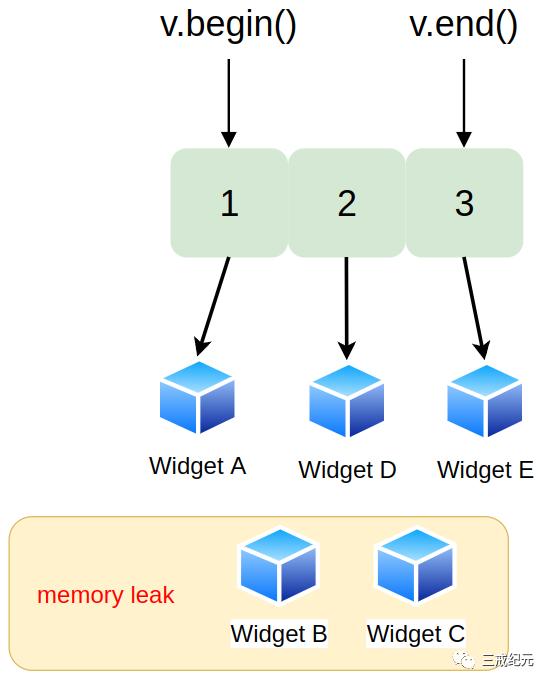 v.begin() v.end()
1 2 3
Widget A Widget D Widget E
memory leak
Widget B Widget C
三戒纪元